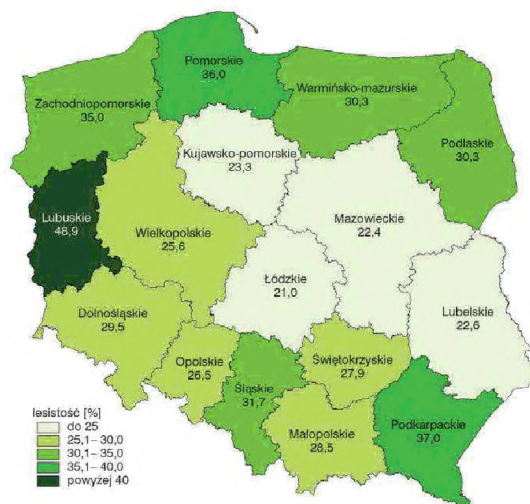 Pomorskie
36,0
Warmińsko-mazurskie
30,3
Zachodniopomorskie
35,0
Podlaskie
30,3
Kujawsko-pomorskie
23,3
Lubuskie
48,9
Wielkopolskie
25,6
Mazowieckie
22,4
Łódzkie
21,0
Lubelskie
22,6
Dolnośląskie
29,5
Opolskie
26,5
Śląskie
31,7
Świętokrzyskie
27,9
Małopolskie
28,5
Podkarpackie
37,0
lesistość [%]
do 25
25,1– 30,0
30,1– 35,0
35,1– 40,0
powyżej 40